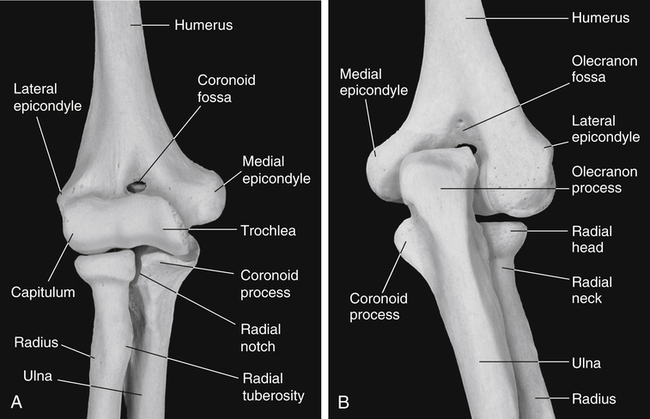 Humerus
Coronoid
fossa
Lateral
epicondyle
Medial
epicondyle
Trochlea
Coronoid
process
Capitulum
Radial
notch
Radius
Ulna
Radial
tuberosity
A
Humerus
Olecranon
fossa
Medial
epicondyle
Lateral
epicondyle
Olecranon
process
Radial
head
Radial
neck
Coronoid
process
Ulna
Radius
B